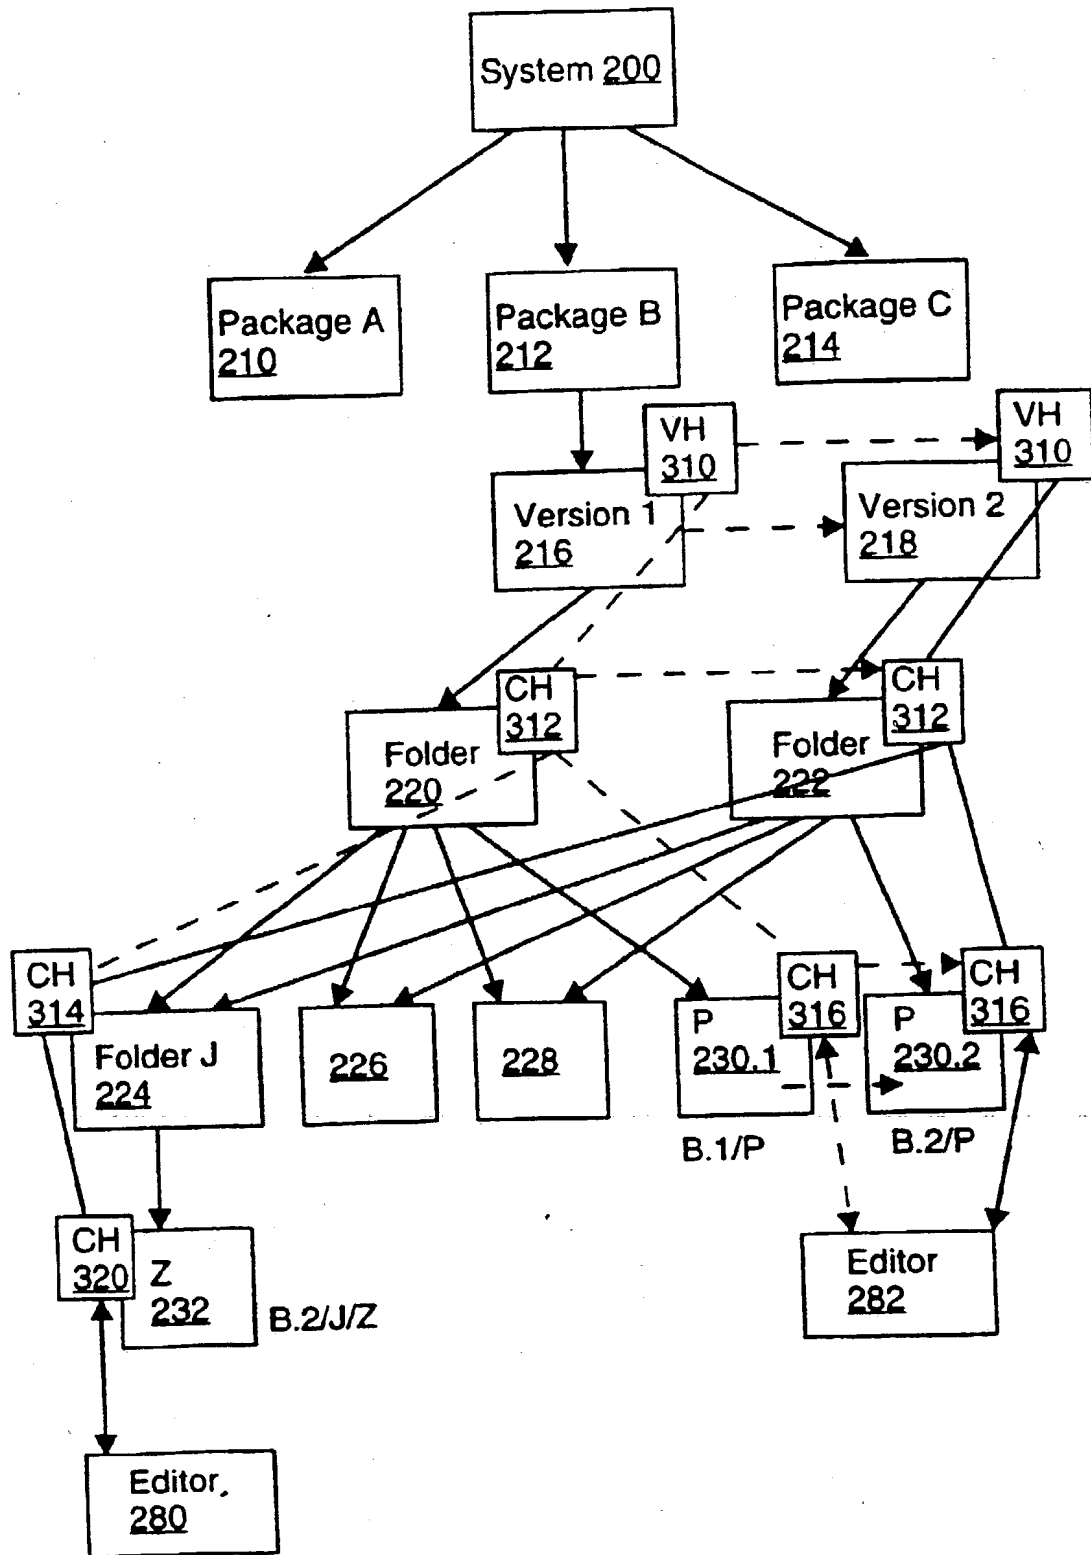 System 200
Package A
210
Package B
212
Package C
214
VH
310
VH
310
Version 1
216
Version 2
218
CH
312
CH
312
Folder
220
Folder
222
CH
314
CH
316
CH
316
Folder J
224
226
228
P
230.1
P
230.2
B.1/P
B.2/P
CH
320
Z
232
B.2/J/Z
Editor
282
Editor
280